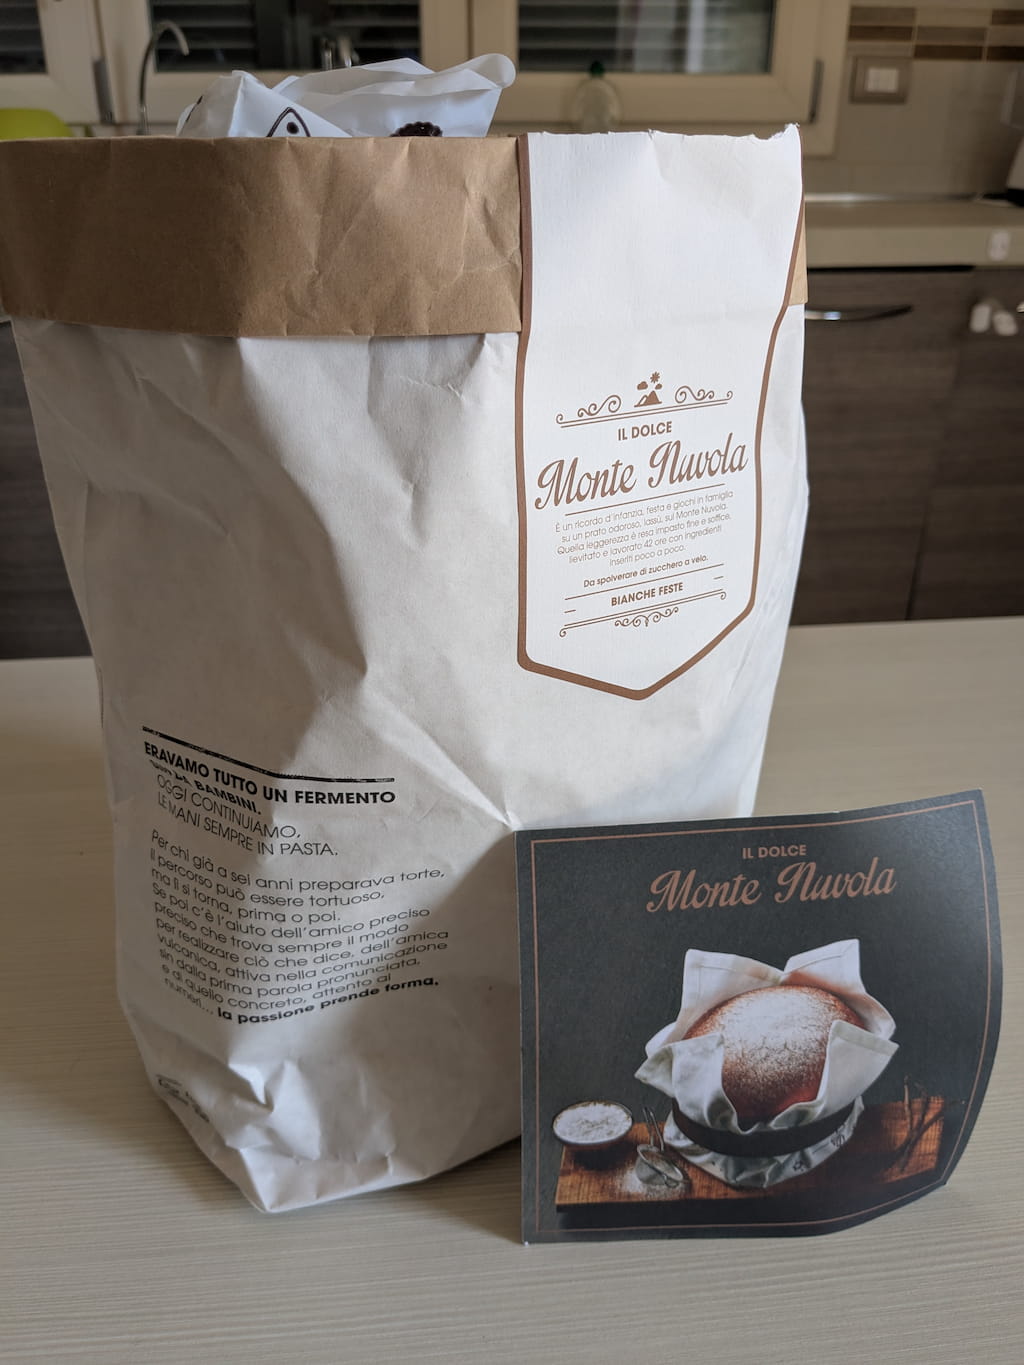 IL DOLCE
Monte Nuvola
È un ricordo d'infanzia, festa e giochi in famiglia
su un prato odoroso, lassù, sul Monte Nuvola.
Quella leggerezza è resa impasto fine e soffice,
lievitato e lavorato 42 ore con ingredienti
inseriti poco a poco.
Da spolverare di zucchero a velo.
BIANCHE FESTE
ERAVAMO TUTTO UN FERMENTO
BAMBINI.
OGGI CONTINUIAMO,
LE MANI SEMPRE IN PASTA.
Per chi già a sei anni preparava torte,
il percorso può essere tortuoso,
ma lì si torna, prima o poi.
Se poi c'è l'aiuto dell'amico preciso
preciso che trova sempre il modo
per realizzare ciò che dice, dell'amica
vulcanica, attiva nella comunicazione
sin dalla prima parola pronunciata,
e di quello concreto, attento ai
numeri... la passione prende forma.
IL DOLCE
Monte Nuvola